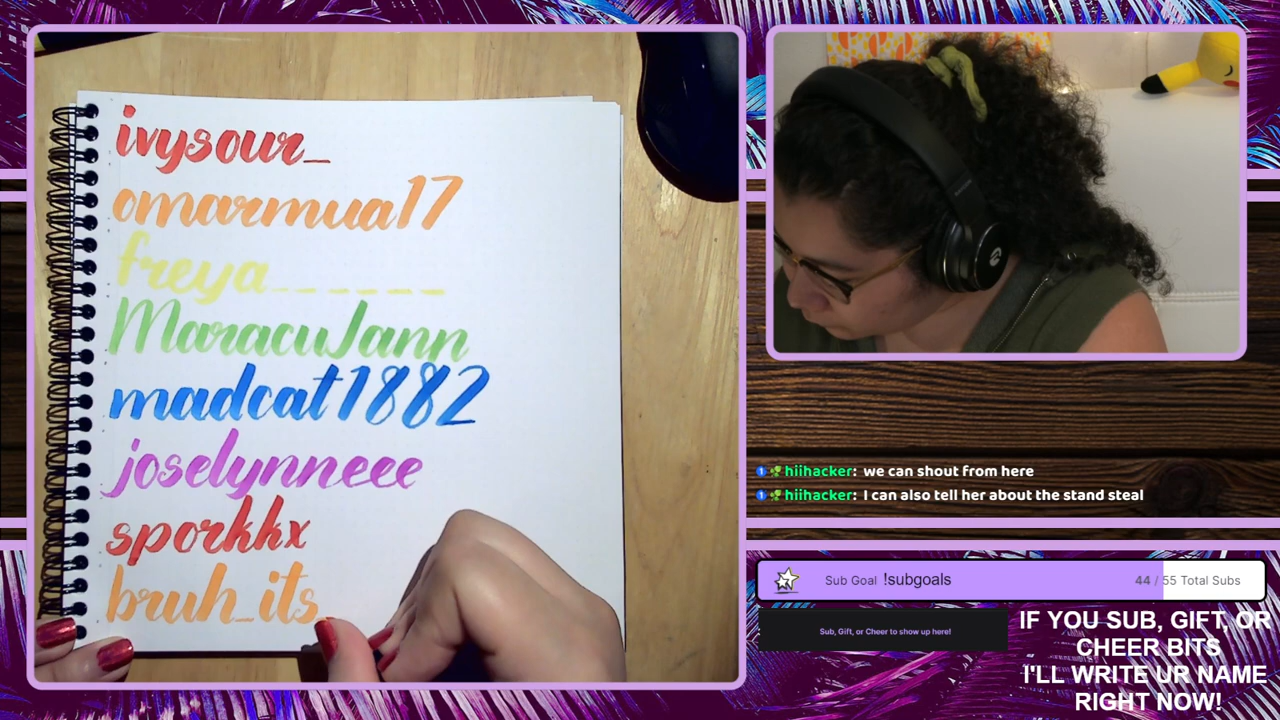 ivysour_
omarmua17
freya______
MaracuJann
madcat1882
joselynneee
sporkkx
bruh_its
hiihacker: we can shout from here
hiihacker: I can also tell her about the stand steal
Sub Goal !subgoals 44 / 55 Total Subs
Sub, Gift, or Cheer to show up here!
IF YOU SUB, GIFT, OR
CHEER BITS
I'LL WRITE UR NAME
RIGHT NOW!